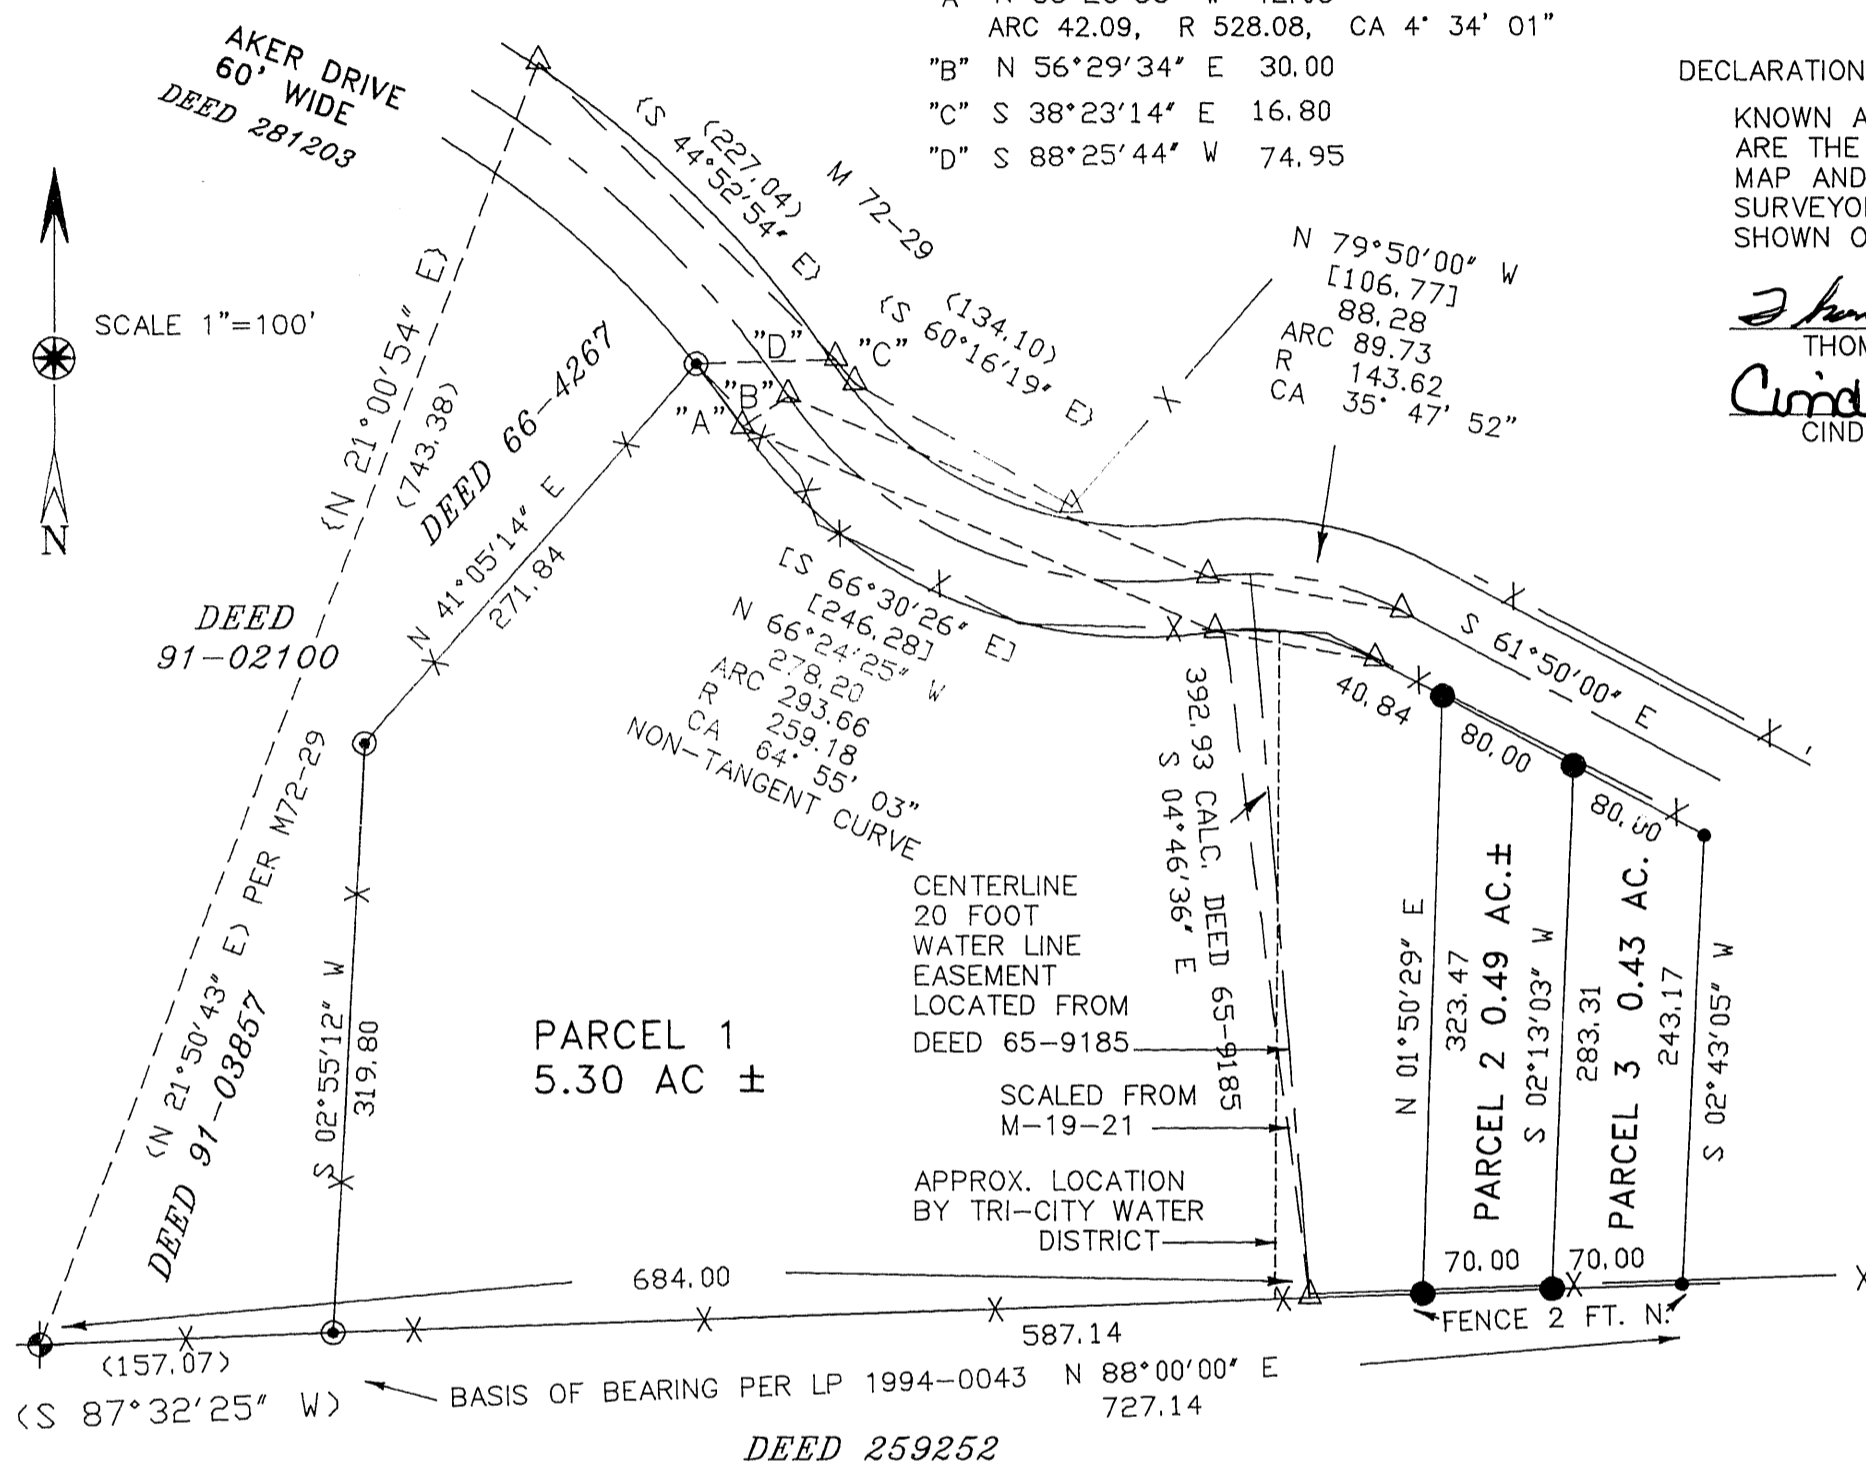 ARC 42.09, R 528.08, CA 4° 34' 01"
"B" N 56°29'34" E 30.00
"C" S 38°23'14" E 16.80
"D" S 88°25'44" W 74.95
DECLARATION
KNOWN A
ARE THE
MAP AND
SURVEYO
SHOWN O
THOM
CIND
AKER DRIVE
60' WIDE
DEED 281203
SCALE 1"=100'
N
(227.04)
(S 44°52'54" E)
M 72-29
(134.10)
(S 60°16'19" E)
N 79°50'00" W
[106.77]
88.28
ARC 89.73
R 143.62
CA 35° 47' 52"
"D"
"C"
"B"
"A"
(N 21°00'54" E)
(743.38)
DEED 66-4267
N 41°05'14" E
271.84
DEED
91-02100
[S 66°30'26" E]
[246.28]
N 66°24'25" W
278.20
ARC 293.66
R 259.18
CA 64° 55' 03"
NON-TANGENT CURVE
S 61°50'00" E
40.84
80.00
80.00
392.93 CALC. DEED 65-9185
S 04°46'36" E
(N 21°50'43" E) PER M72-29
DEED 91-03857
S 02°55'12" W
319.80
PARCEL 1
5.30 AC ±
CENTERLINE
20 FOOT
WATER LINE
EASEMENT
LOCATED FROM
DEED 65-9185
SCALED FROM
M-19-21
APPROX. LOCATION
BY TRI-CITY WATER
DISTRICT
N 01°50'29" E
323.47
PARCEL 2 0.49 AC.±
S 02°13'03" W
283.31
PARCEL 3 0.43 AC.
243.17
S 02°43'05" W
70.00
70.00
684.00
FENCE 2 FT. N.
587.14
(157.07)
(S 87°32'25" W)
BASIS OF BEARING PER LP 1994-0043 N 88°00'00" E
727.14
DEED 259252